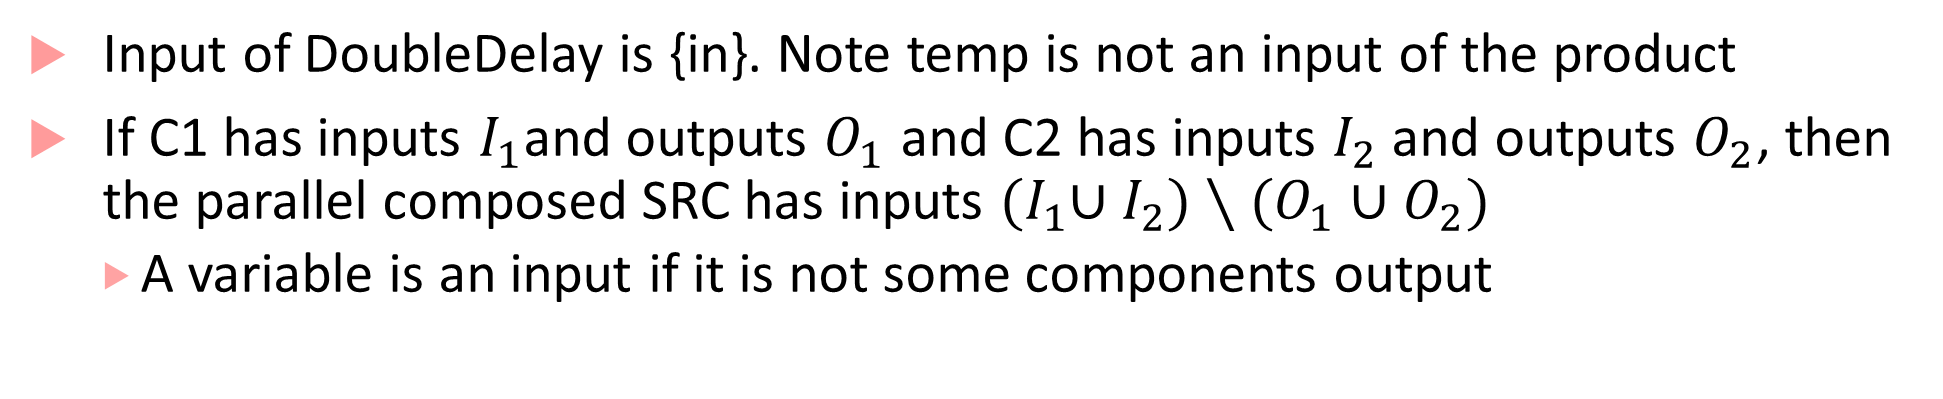 Input of DoubleDelay is {in}. Note temp is not an input of the product
If C1 has inputs I₁and outputs O₁ and C2 has inputs I₂ and outputs O₂, then
the parallel composed SRC has inputs (I₁∪ I₂) \ (O₁ ∪ O₂)
A variable is an input if it is not some components output